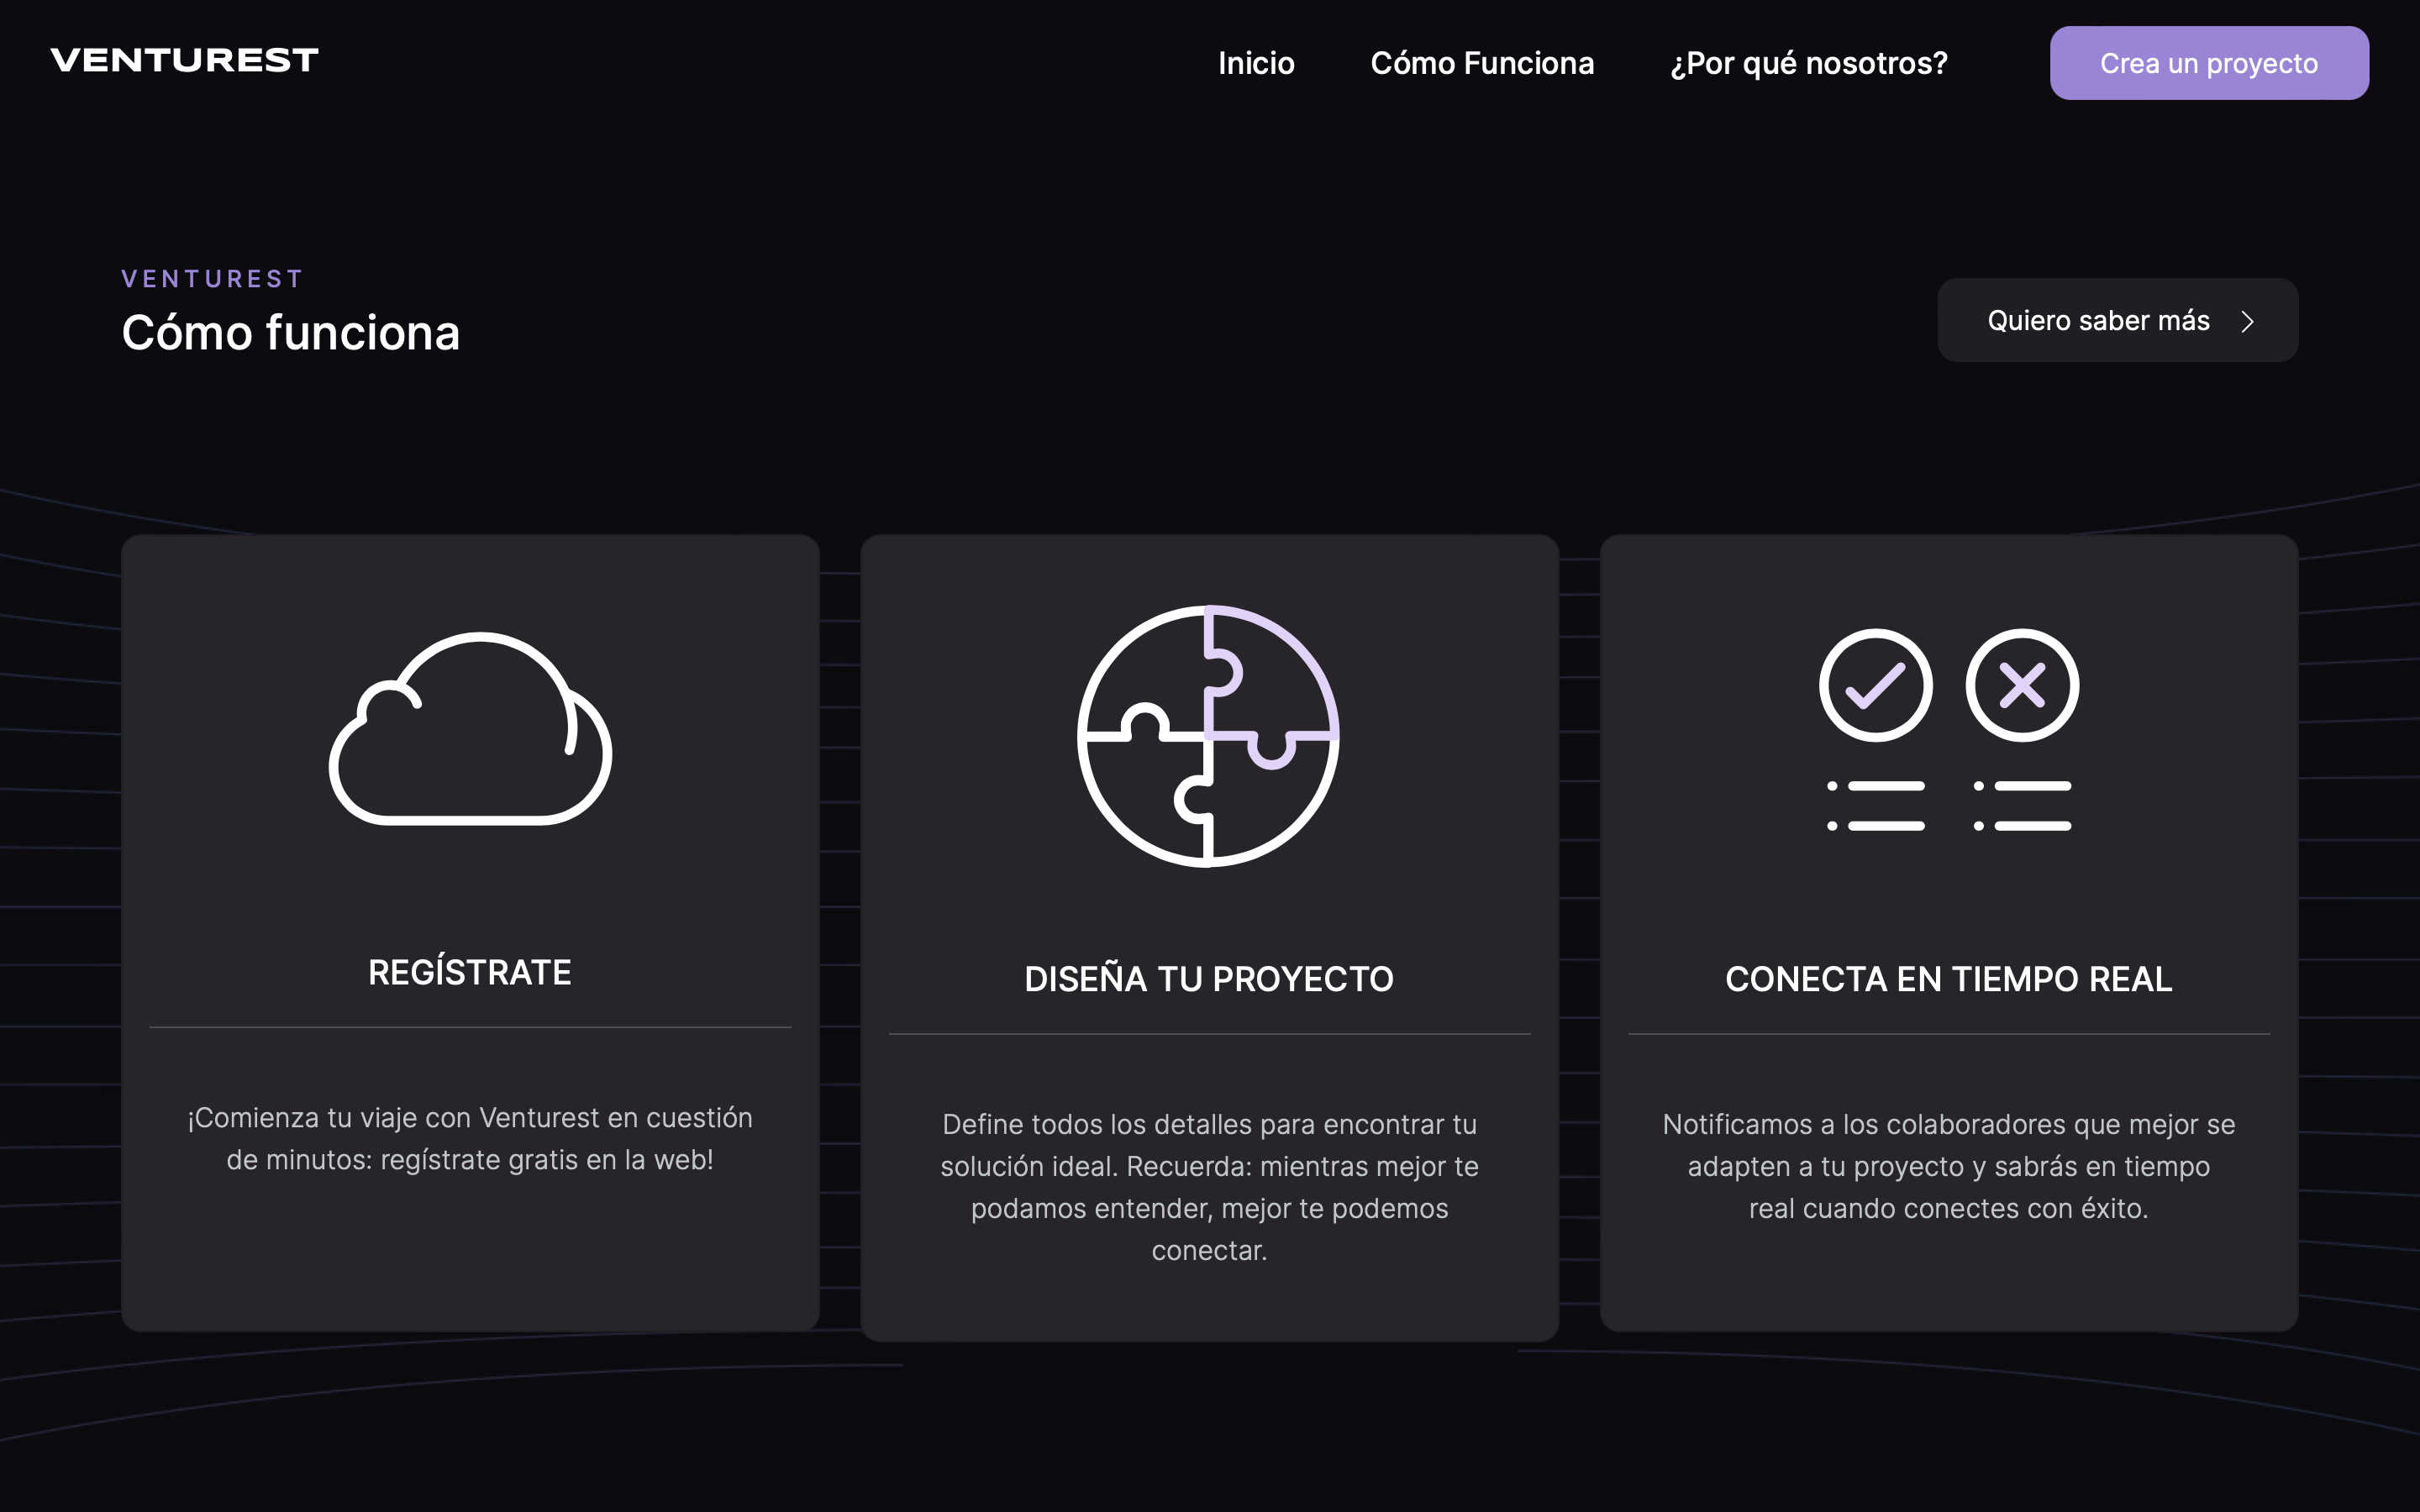 VENTUREST
Inicio
Cómo Funciona
¿Por qué nosotros?
Crea un proyecto
VENTUREST
Cómo funciona
Quiero saber más
REGÍSTRATE
¡Comienza tu viaje con Venturest en cuestión
de minutos: regístrate gratis en la web!
DISEÑA TU PROYECTO
Define todos los detalles para encontrar tu
solución ideal. Recuerda: mientras mejor te
podamos entender, mejor te podemos
conectar.
CONECTA EN TIEMPO REAL
Notificamos a los colaboradores que mejor se
adapten a tu proyecto y sabrás en tiempo
real cuando conectes con éxito.